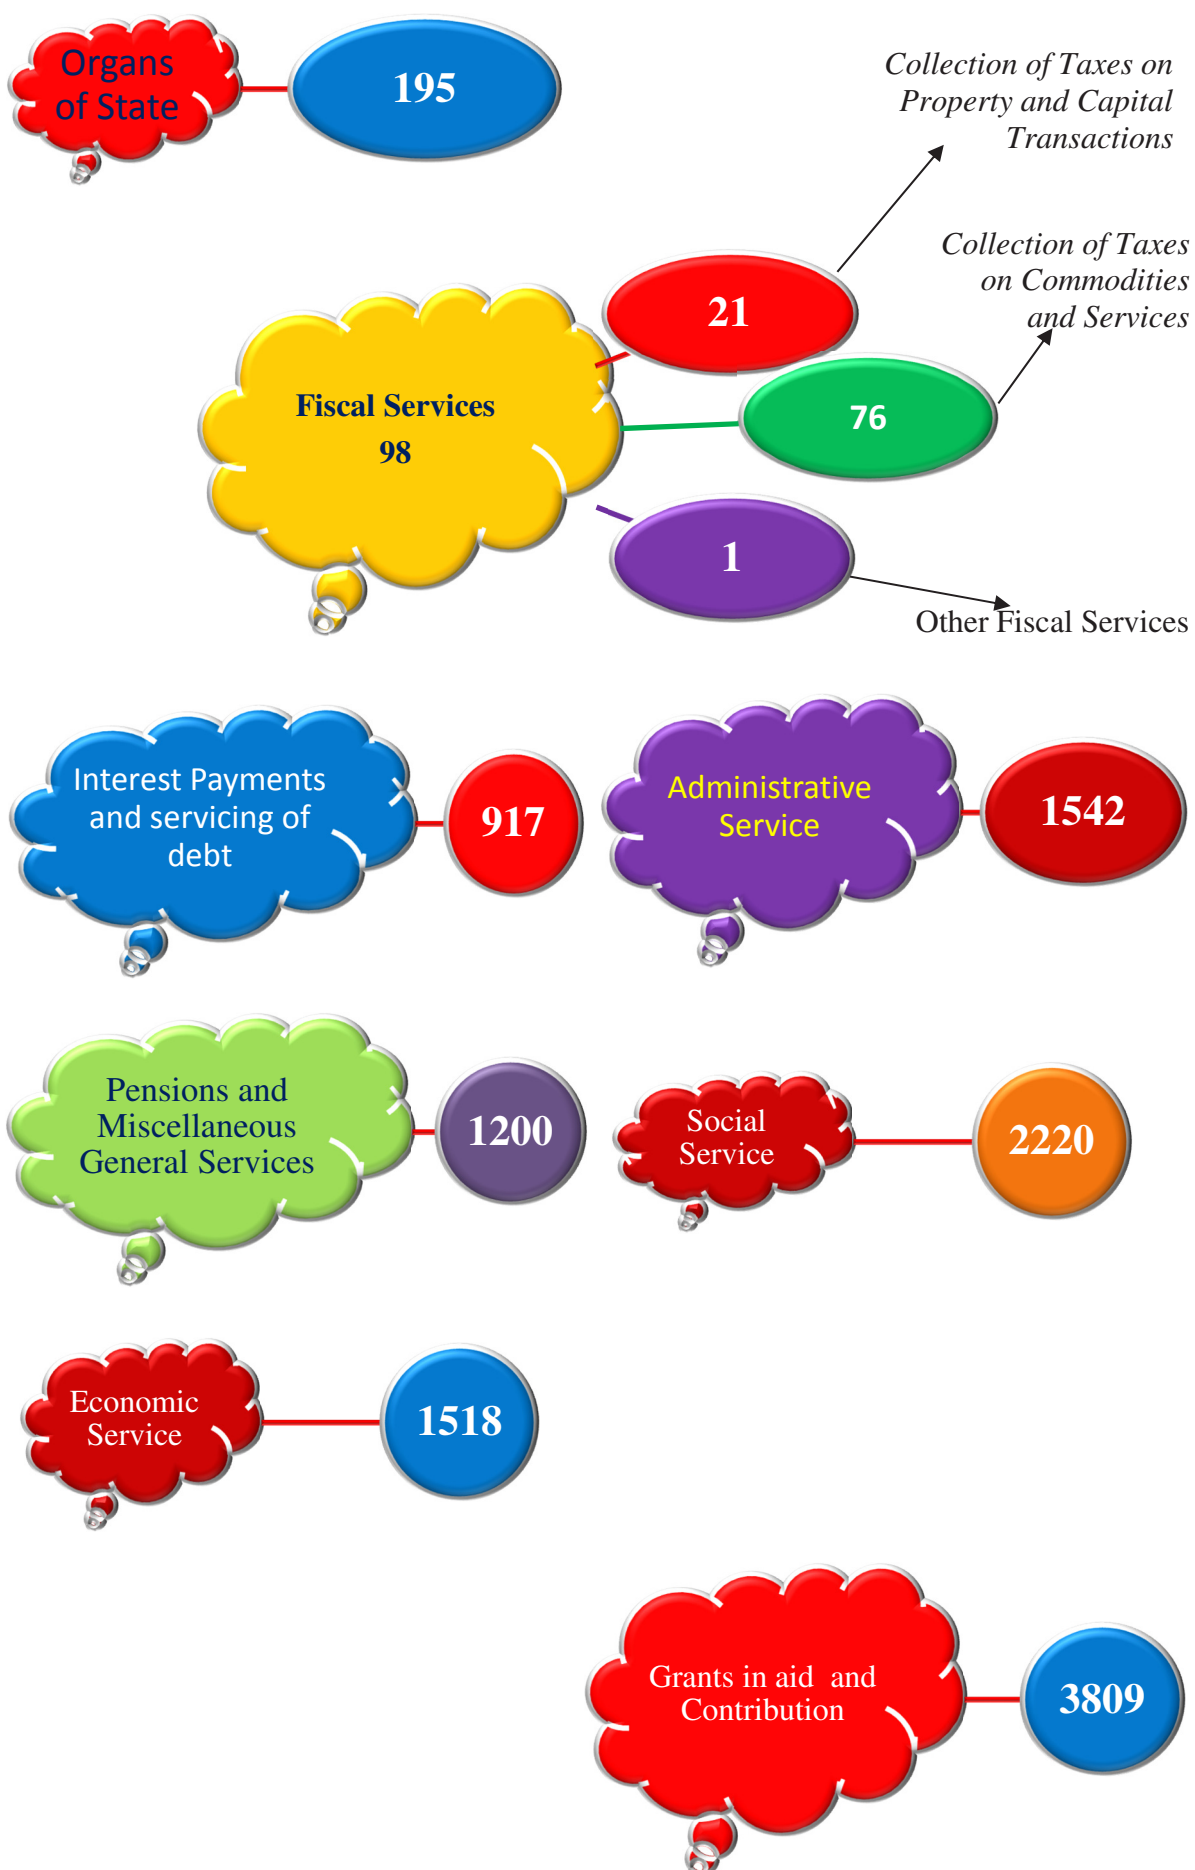 Organs
of State
195
Collection of Taxes on
Property and Capital
Transactions
Collection of Taxes
on Commodities
and Services
21
Fiscal Services
98
76
1
Other Fiscal Services
Interest Payments
and servicing of
debt
917
Administrative
Service
1542
Pensions and
Miscellaneous
General Services
1200
Social
Service
2220
Economic
Service
1518
Grants in aid and
Contribution
3809